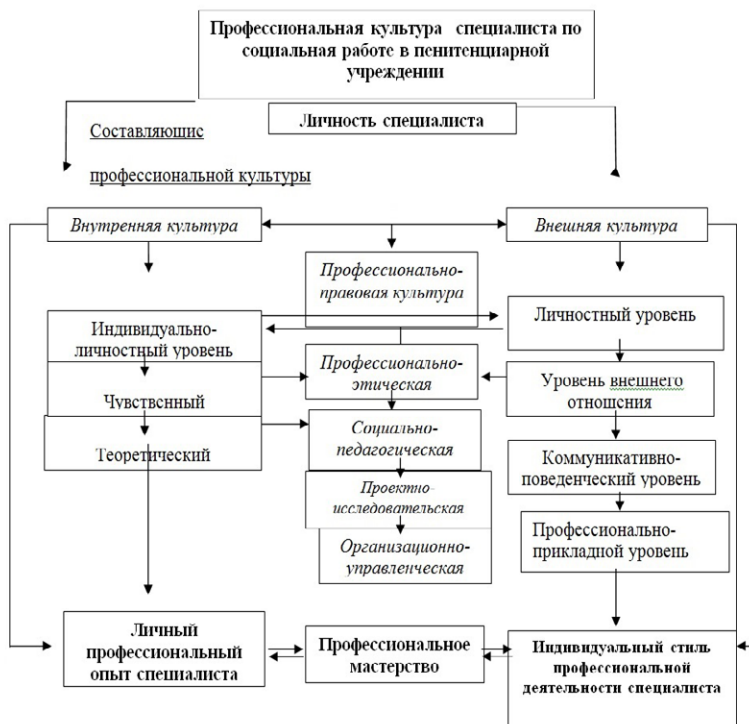 Профессиональная культура специалиста по
социальная работе в пенитенциарной
учреждении
Личность специалиста
Составляющие
профессиональной культуры
Внутренняя культура
Внешняя культура
Профессионально-
правовая культура
Индивидуально-
личностный уровень
Личностный уровень
Профессионально-
этическая
Чувственный
Уровень внешнего
отношения
Теоретический
Социально-
педагогическая
Коммуникативно-
поведенческий уровень
Проектно-
исследовательская
Профессионально-
прикладной уровень
Организационно-
управленческая
Личный
профессиональный
опыт специалиста
Профессиональное
мастерство
Индивидуальный стиль
профессиональной
деятельности специалиста